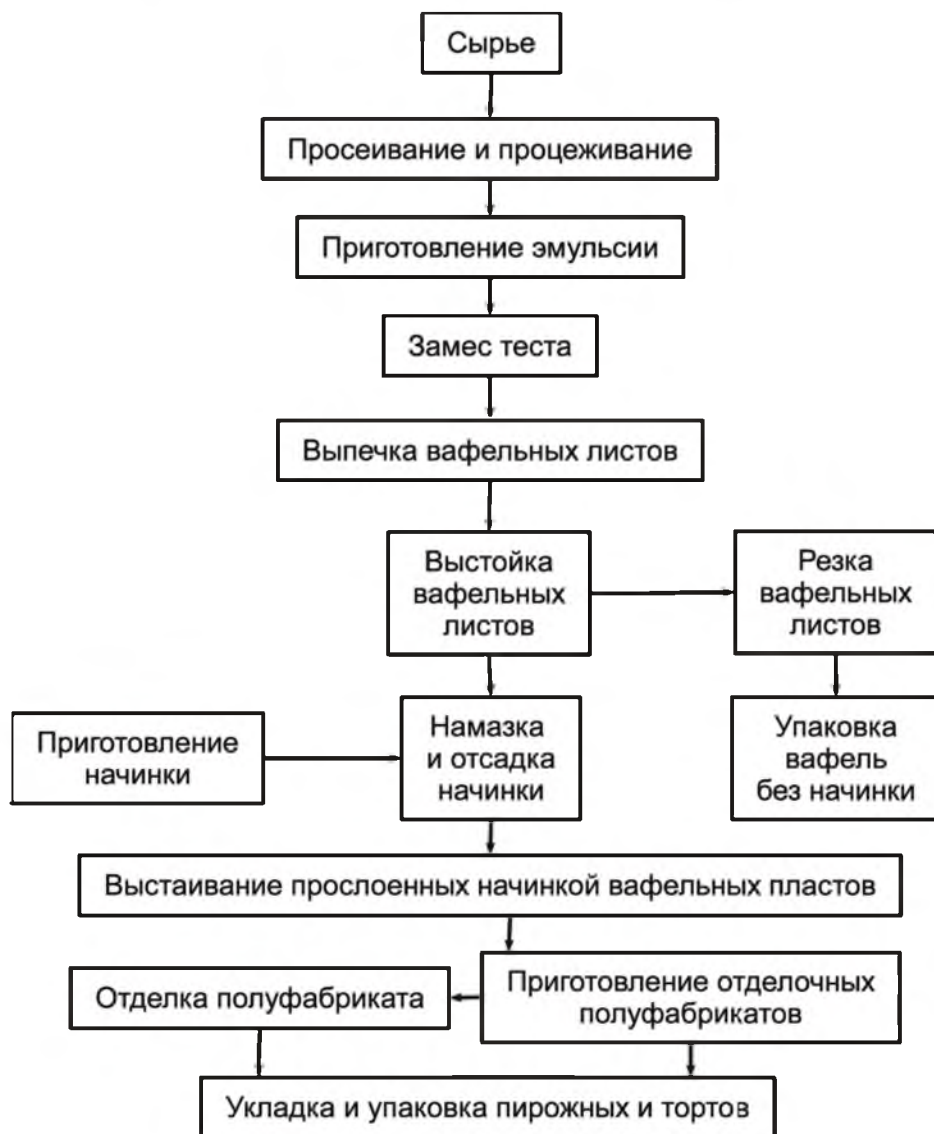 Сырье
Просеивание и процеживание
Приготовление эмульсии
Замес теста
Выпечка вафельных листов
Выстойка
вафельных
листов
Резка
вафельных
листов
Приготовление
начинки
Намазка
и отсадка
начинки
Упаковка
вафель
без начинки
Выстаивание прослоенных начинкой вафельных пластов
Отделка полуфабриката
Приготовление отделочных
полуфабрикатов
Укладка и упаковка пирожных и тортов